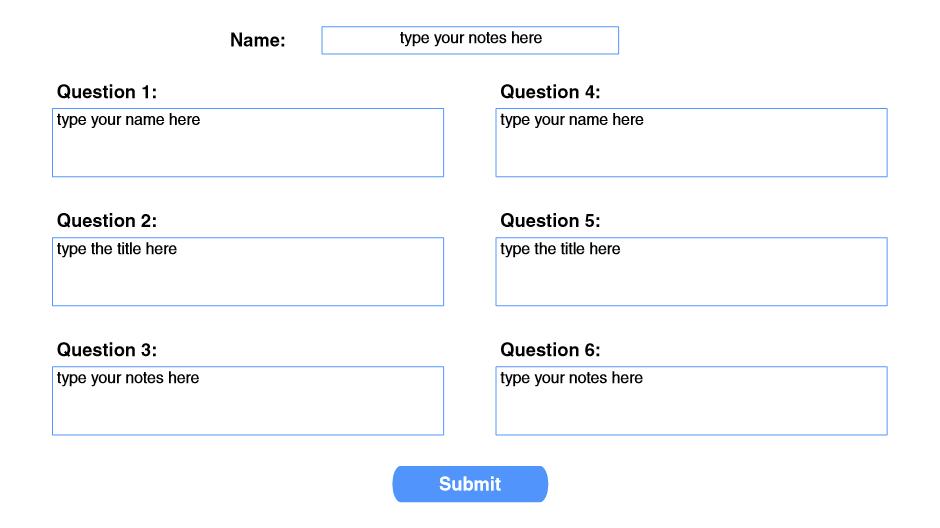 Name: type your notes here
Question 1:
type your name here
Question 2:
type the title here
Question 3:
type your notes here
Question 4:
type your name here
Question 5:
type the title here
Question 6:
type your notes here
Submit